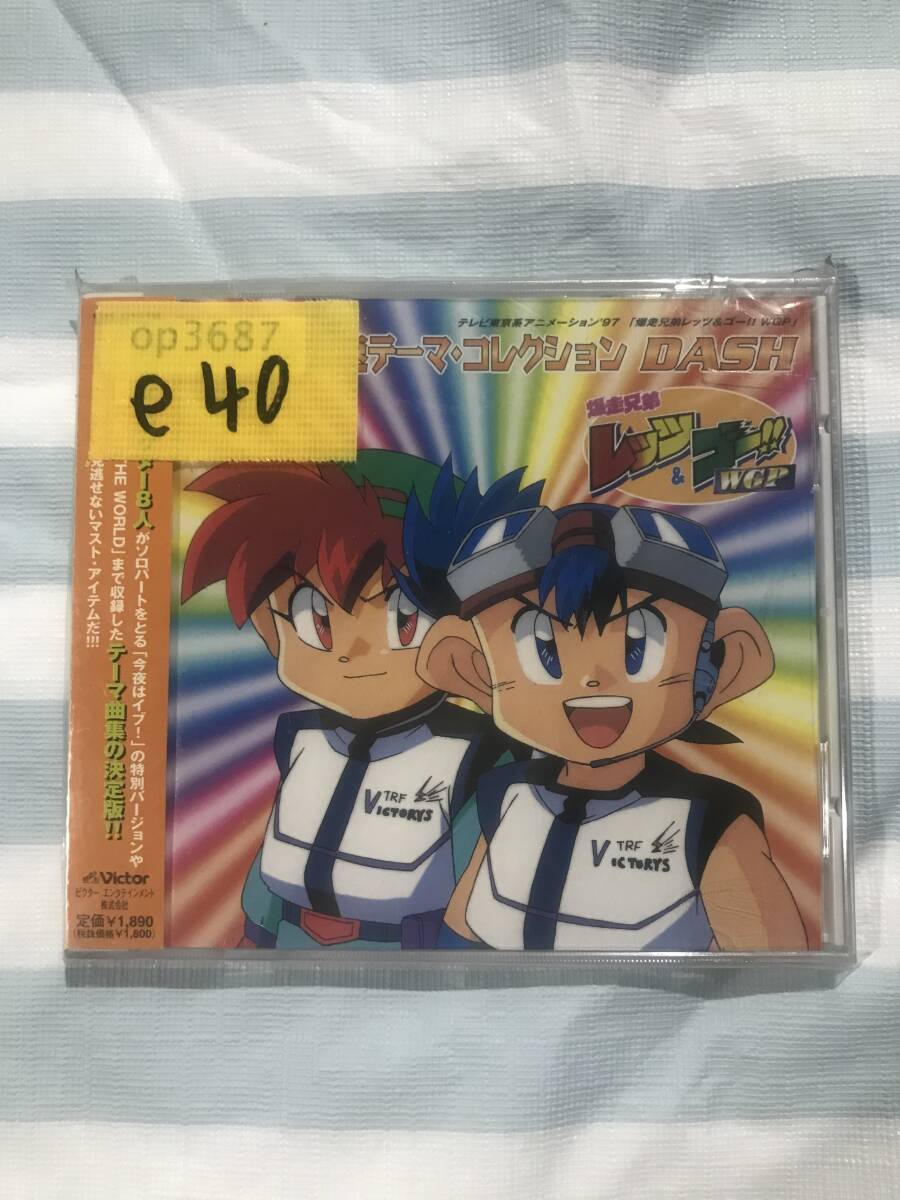 op3687
e40
テレビ東京系アニメーション'97 「爆走兄弟レッツ&ゴー!! WGP」
テーマ・コレクション DASH
爆走兄弟
レッツ
&
ゴー!!
WGP
ー8人がソロパートをとる「今夜はイブ!」の特別バージョンや
THE WORLD」まで収録したテーマ曲集の決定版!!
見逃せないマスト・アイテムだ!!!
TRF
VICTORYS
TRF
VICTORYS
Victor
ビクター エンタテインメント
株式会社
定価¥1,890
(税抜価格¥1,800)